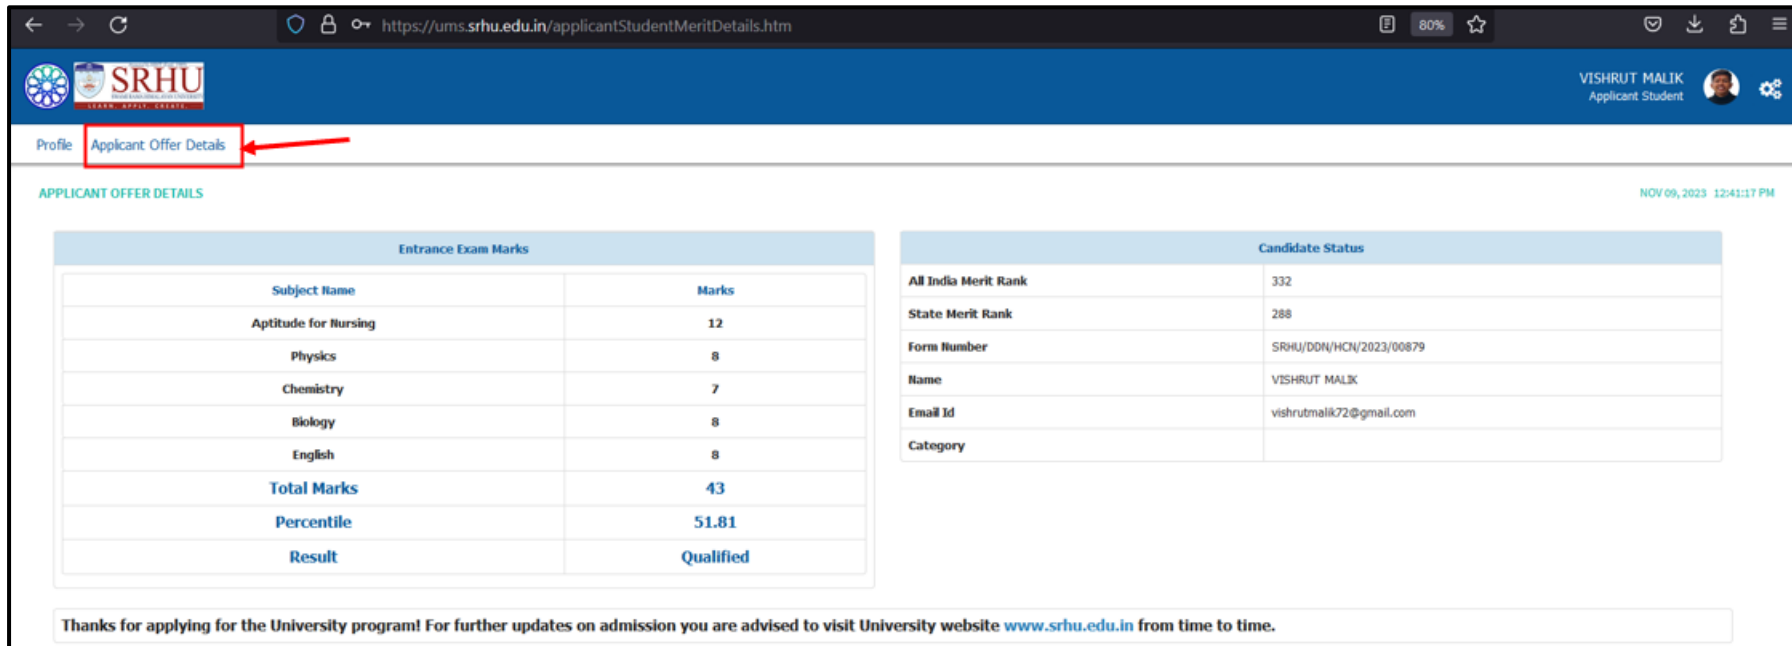 https://ums.srhu.edu.in/applicantStudentMeritDetails.htm 80%
SRHU
LEARN. APPLY. CREATE.
VISHRUT MALIK
Applicant Student
Profile Applicant Offer Details
APPLICANT OFFER DETAILS NOV 09, 2023 12:41:17 PM
Entrance Exam Marks
Subject Name Marks
Aptitude for Nursing 12
Physics 8
Chemistry 7
Biology 8
English 8
Total Marks 43
Percentile 51.81
Result Qualified
Candidate Status
All India Merit Rank 332
State Merit Rank 288
Form Number SRHU/DDN/HCN/2023/00879
Name VISHRUT MALIK
Email Id vishrutmalik72@gmail.com
Category
Thanks for applying for the University program! For further updates on admission you are advised to visit University website www.srhu.edu.in from time to time.